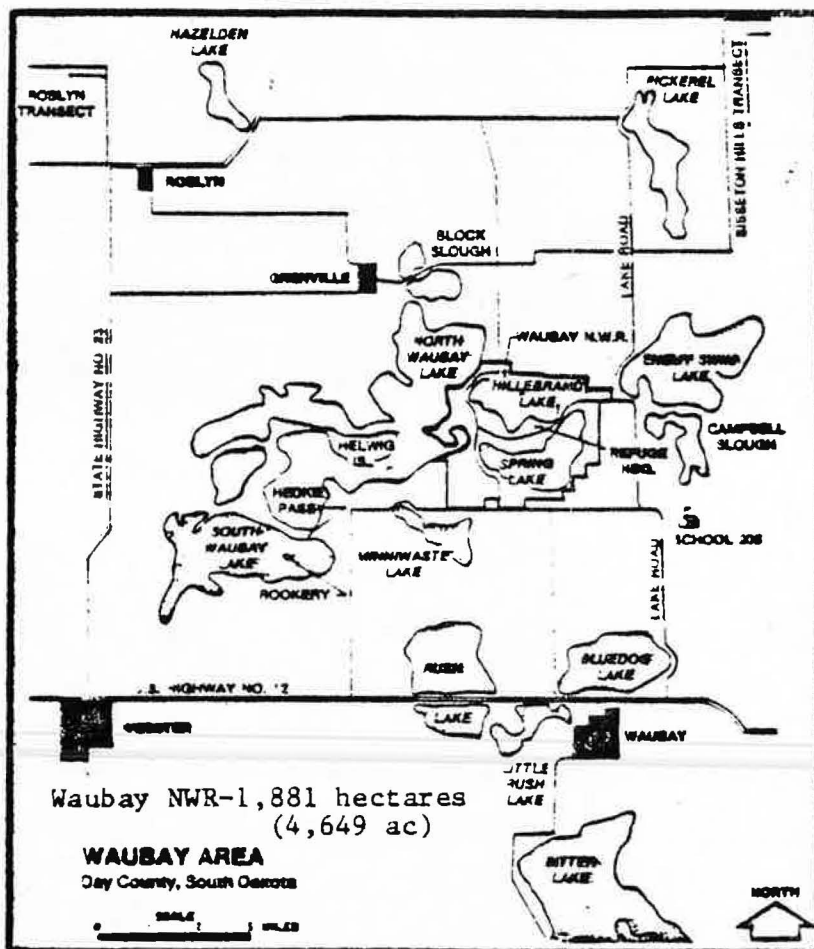 HAZELDEN
LAKE
ROSLYN
TRANSECT
PICKEREL
LAKE
SISSETON HILLS TRANSECT
ROSLYN
BLOCK
SLOUGH
LAKE ROAD
GRENVILLE
STATE HIGHWAY NO
NORTH
WAUBAY
LAKE
WAUBAY N.W.R.
HILLEBRAND
LAKE
ENEMY SWIM
LAKE
CAMPBELL
SLOUGH
HELWIG
IS.
SPRING
LAKE
REFUGE
HDQ.
HEDKE
PASS
SOUTH
WAUBAY
LAKE
MINNIWASTE
LAKE
SCHOOL 206
ROOKERY
LAKE ROAD
RUSH
BLUEDOG
LAKE
HIGHWAY NO. 12
WEBSTER
LAKE
WAUBAY
LITTLE
RUSH
LAKE
Waubay NWR-1,881 hectares
(4,649 ac)
BITTER
LAKE
WAUBAY AREA
Day County, South Dakota
SCALE
0 5 MILES
NORTH